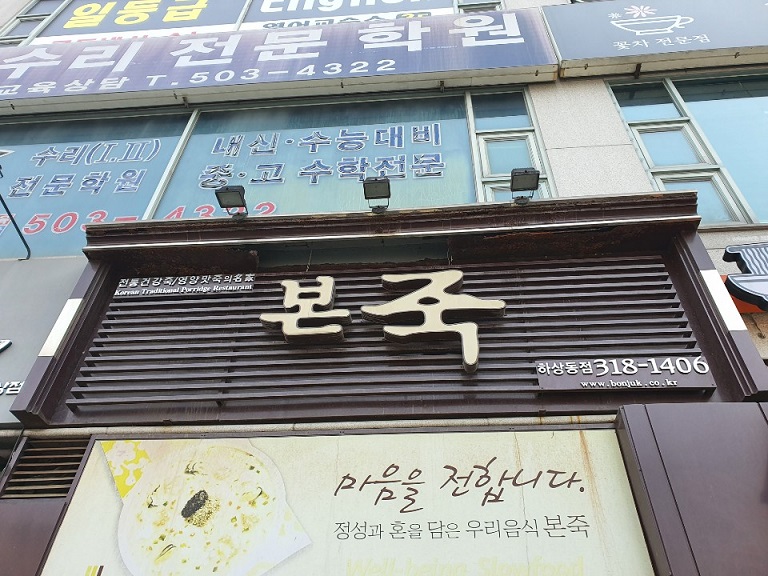 일등급
수리 전문학원
교육상담 T. 503-4322
꽃차 전문점
수리(I.II)
전문학원
내신·수능대비
중·고 수학전문
503-4322
전통건강죽/영양맛죽의名家
Korean Traditional Porridge Restaurant
본죽
하상동점 318-1406
www.bonjuk.co.kr
마음을 전합니다.
정성과 혼을 담은 우리음식 본죽
Well-being Slowfood